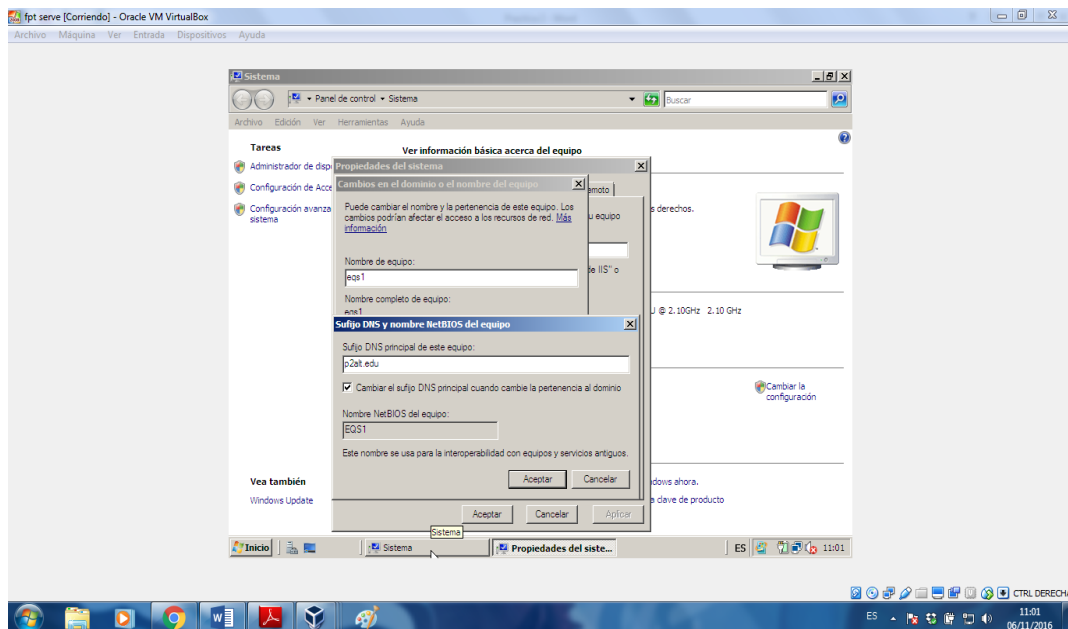 fpt serve [Corriendo] - Oracle VM VirtualBox
Archivo Máquina Ver Entrada Dispositivos Ayuda
Sistema
Panel de control Sistema
Buscar
Archivo Edición Ver Herramientas Ayuda
Tareas
Administrador de dispo
Configuración de Acce
Configuración avanza
sistema
Ver información básica acerca del equipo
Propiedades del sistema
emoto
Cambios en el dominio o el nombre del equipo
Puede cambiar el nombre y la pertenencia de este equipo. Los
cambios podrían afectar el acceso a los recursos de red. Más
información
u equipo
s derechos.
Nombre de equipo:
eqs1
de IIS" o
Nombre completo de equipo:
eqs1
U @ 2.10GHz 2.10 GHz
Sufijo DNS y nombre NetBIOS del equipo
Sufijo DNS principal de este equipo:
p2alt.edu
Cambiar el sufijo DNS principal cuando cambie la pertenencia al dominio
Nombre NetBIOS del equipo:
EQS1
Este nombre se usa para la interoperabilidad con equipos y servicios antiguos.
Aceptar Cancelar
Cambiar la
configuración
Vea también
Windows Update
dows ahora.
a clave de producto
Aceptar Cancelar Aplicar
Sistema
Inicio Sistema Propiedades del siste... ES 11:01
CTRL DERECHA
ES 11:01
06/11/2016